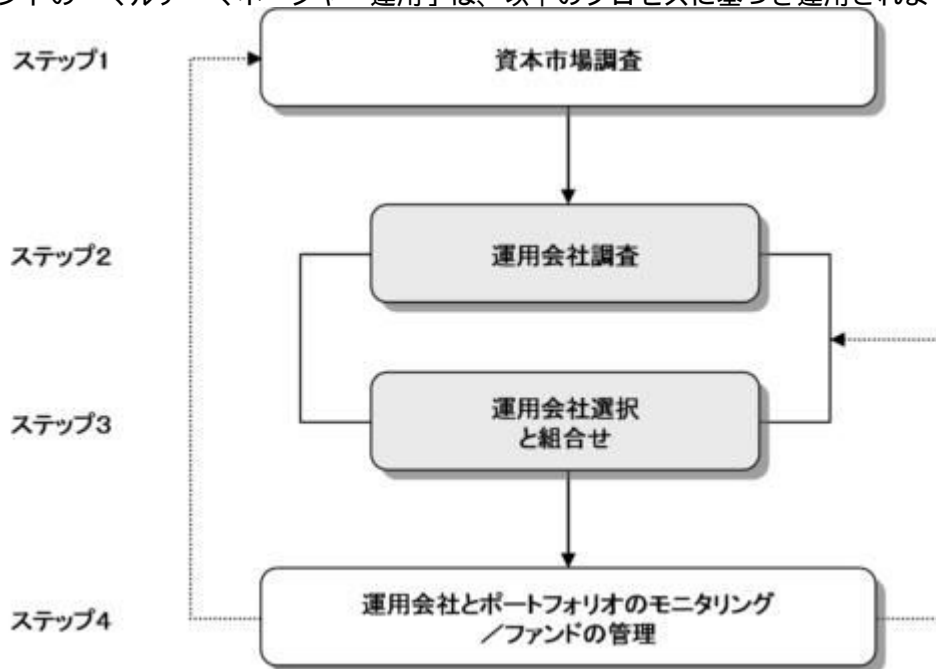 ステップ1
資本市場調査
ステップ2
運用会社調査
ステップ3
運用会社選択
と組合せ
ステップ4
運用会社とポートフォリオのモニタリング
／ファンドの管理